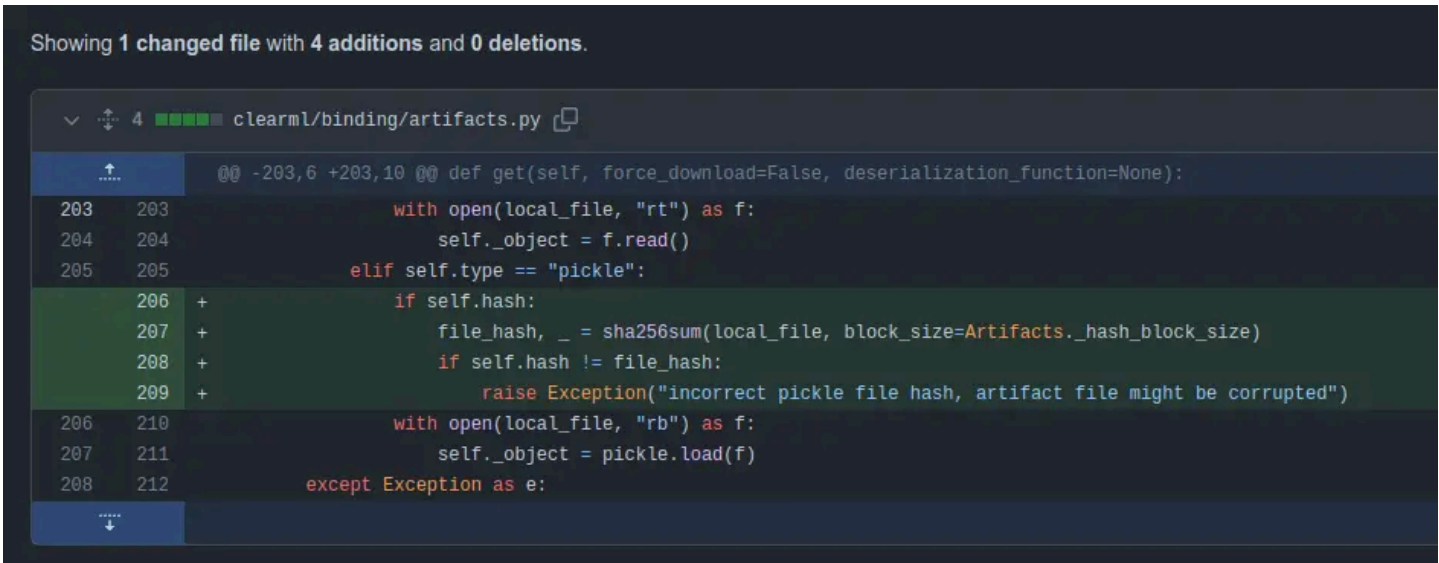 Showing 1 changed file with 4 additions and 0 deletions.
4 clearml/binding/artifacts.py
@@ -203,6 +203,10 @@ def get(self, force_download=False, deserialization_function=None):
203 203 with open(local_file, "rt") as f:
204 204 self._object = f.read()
205 205 elif self.type == "pickle":
206 + if self.hash:
207 + file_hash, _ = sha256sum(local_file, block_size=Artifacts._hash_block_size)
208 + if self.hash != file_hash:
209 + raise Exception("incorrect pickle file hash, artifact file might be corrupted")
206 210 with open(local_file, "rb") as f:
207 211 self._object = pickle.load(f)
208 212 except Exception as e: